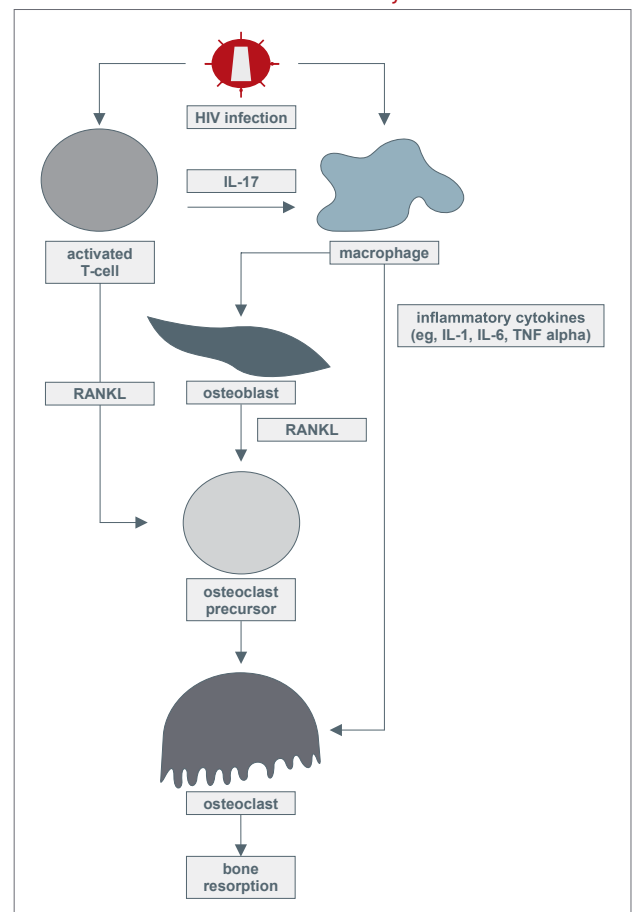 HIV infection
IL-17
activated
T-cell
macrophage
inflammatory cytokines
(eg, IL-1, IL-6, TNF alpha)
RANKL
osteoblast
RANKL
osteoclast
precursor
osteoclast
bone
resorption